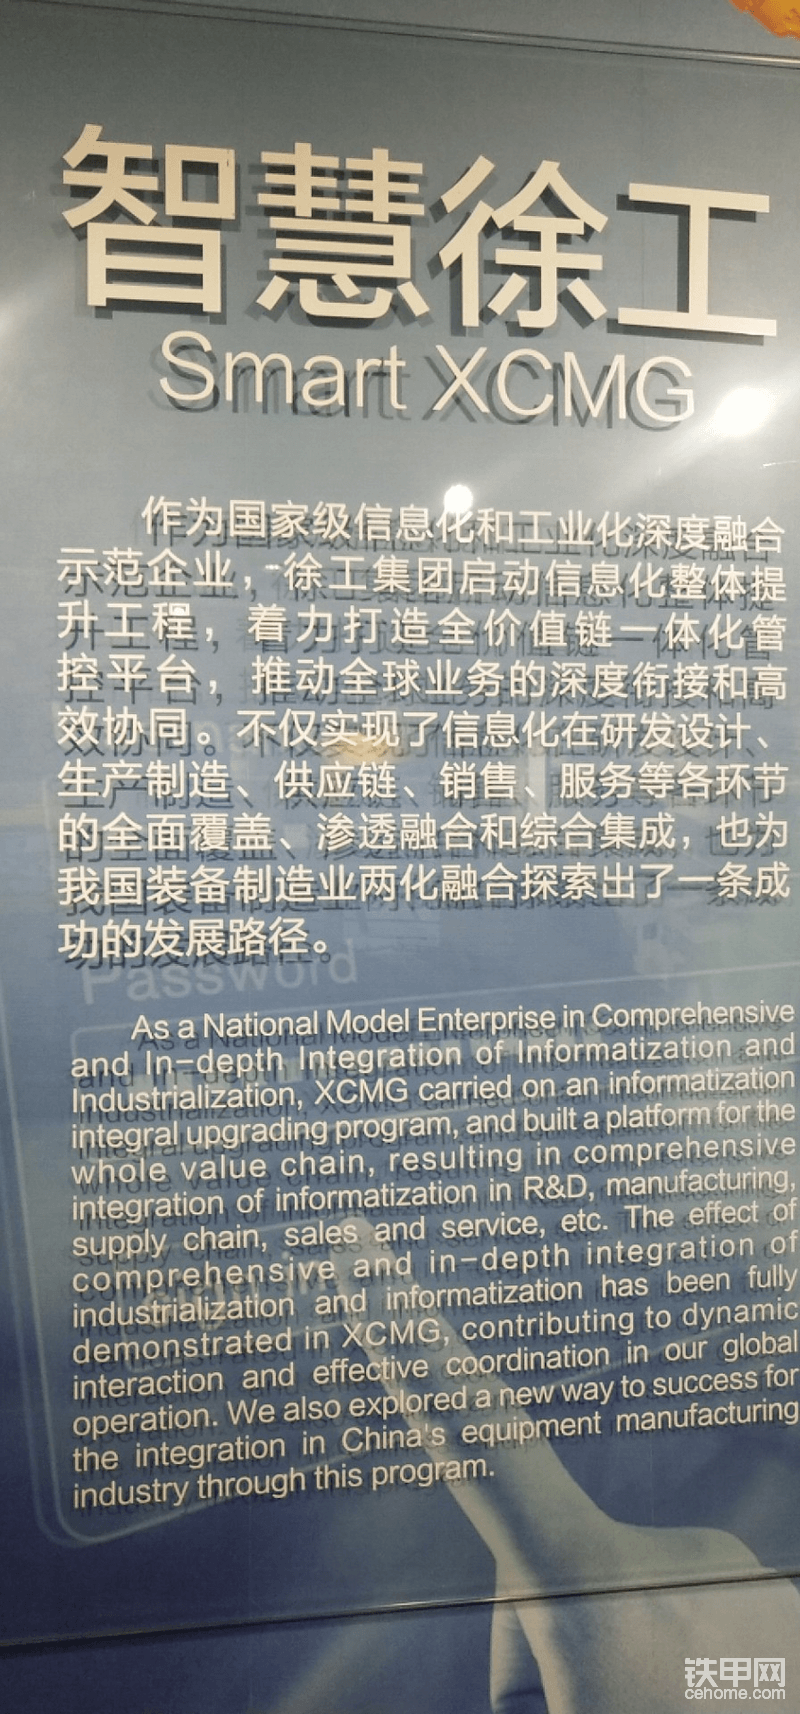 智慧徐工
Smart XCMG
作为国家级信息化和工业化深度融合
示范企业，徐工集团启动信息化整体提
升工程，着力打造全价值链一体化管
控平台，推动全球业务的深度衔接和高
效协同。不仅实现了信息化在研发设计、
生产制造、供应链、销售、服务等各环节
的全面覆盖、渗透融合和综合集成，也为
我国装备制造业两化融合探索出了一条成
功的发展路径。
Password
As a National Model Enterprise in Comprehensive
and In-depth Integration of Informatization and
Industrialization, XCMG carried on an informatization
integral upgrading program, and built a platform for the
whole value chain, resulting in comprehensive
integration of informatization in R&D, manufacturing,
supply chain, sales and service, etc. The effect of
comprehensive and in-depth integration of
industrialization and informatization has been fully
demonstrated in XCMG, contributing to dynamic
interaction and effective coordination in our global
operation. We also explored a new way to success for
the integration in China's equipment manufacturing
industry through this program.
铁甲网
cehome.com